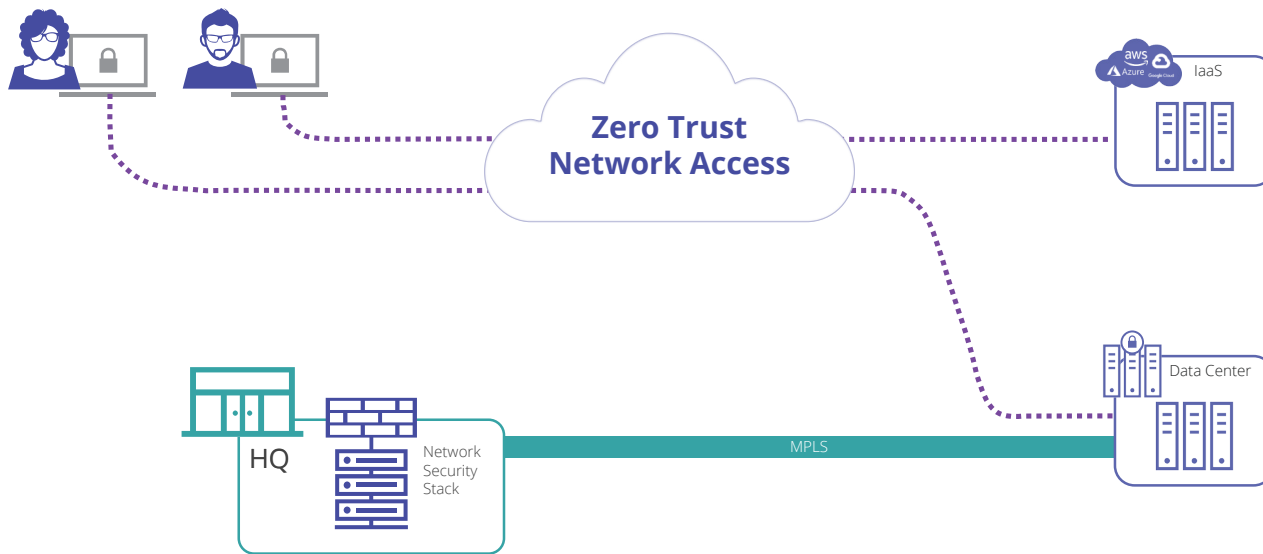 Zero Trust
Network Access
aws
Azure
Google Cloud
IaaS
Data Center
HQ
Network
Security
Stack
MPLS